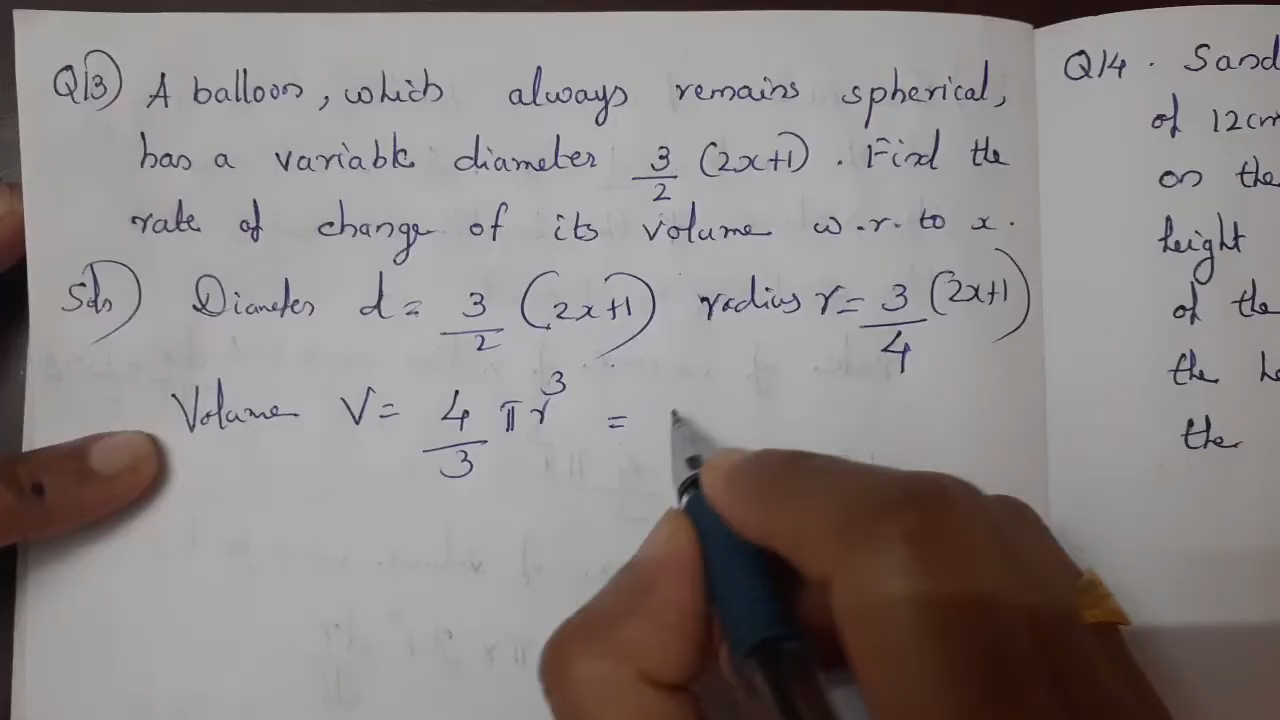 Q13) A balloon, which always remains spherical,
has a variable diameter 3/2 (2x+1). Find the
rate of change of its volume w.r. to x.
Soln) Diameter d = 3/2 (2x+1) radius r = 3/4 (2x+1)
Volume V = 4/3 πr³ =
Q14. Sand
of 12cm
on the
height
of the
the he
the